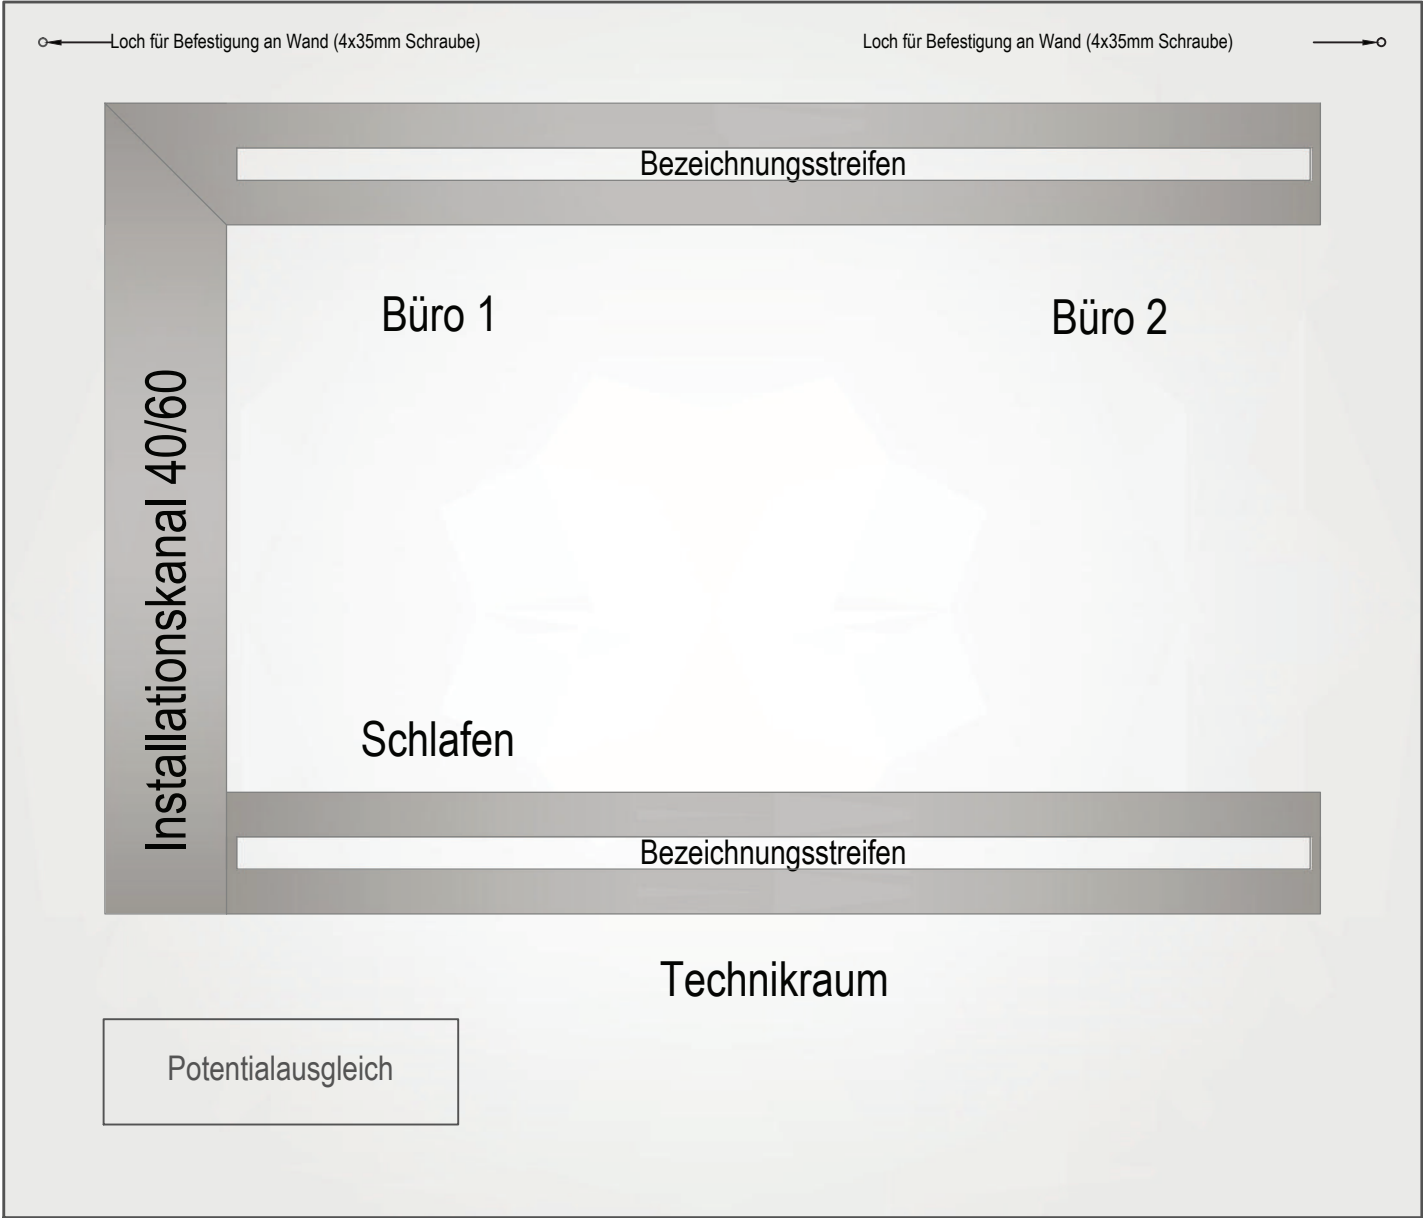 Loch für Befestigung an Wand (4x35mm Schraube)
Loch für Befestigung an Wand (4x35mm Schraube)
Bezeichnungsstreifen
Büro 1
Büro 2
Installationskanal 40/60
Schlafen
Bezeichnungsstreifen
Technikraum
Potentialausgleich